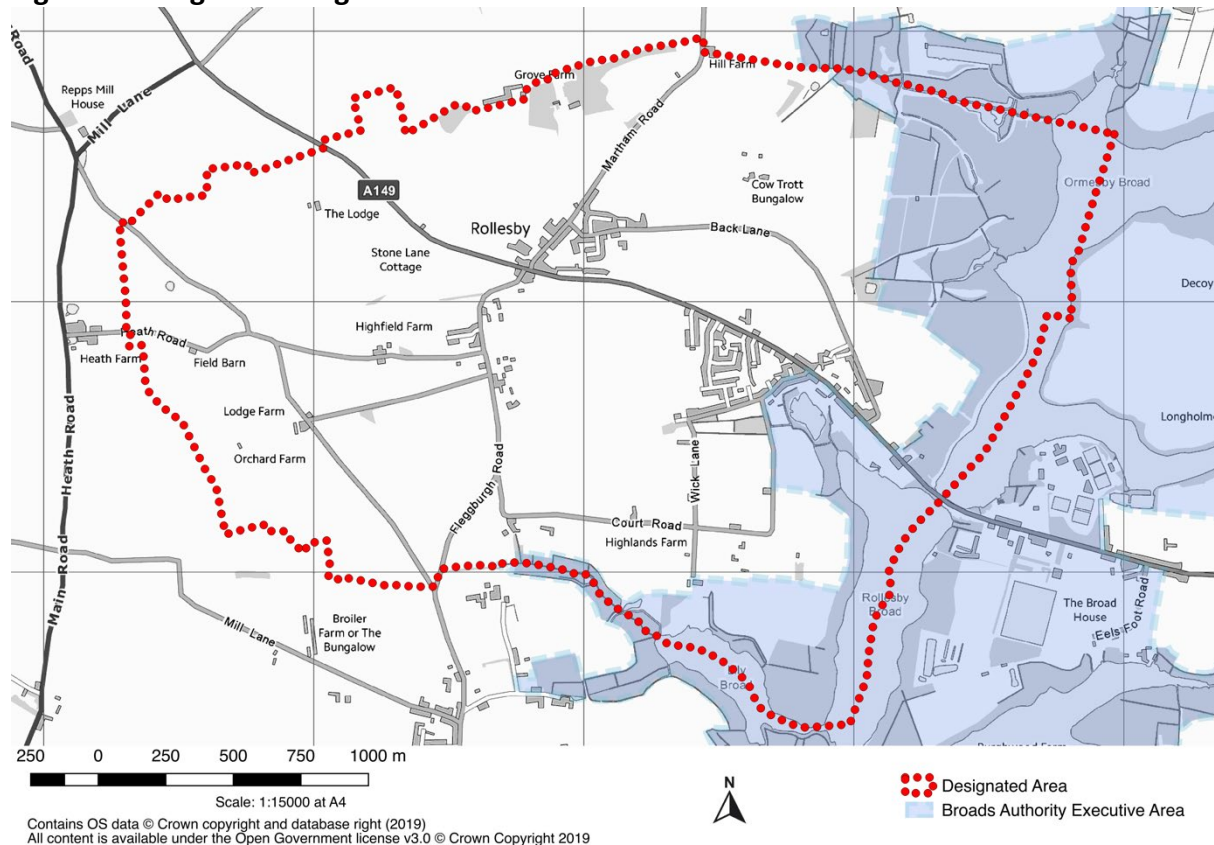 Road
Repps Mill
House
Mill Lane
Grove Farm
Hill Farm
Martham Road
A149
The Lodge
Cow Trott
Bungalow
Ormesby Broad
Rollesby
Back Lane
Stone Lane
Cottage
Decoy
Highfield Farm
Heath Road
Heath Farm
Field Barn
Lodge Farm
Longholm
Orchard Farm
Main Road
Heath Road
Fleggburgh Road
Wick Lane
Court Road
Highlands Farm
Rollesby
Broad
The Broad
House
Eels Foot Road
Mill Lane
Broiler
Farm or The
Bungalow
Broad
250 0 250 500 750 1000 m
Scale: 1:15000 at A4
N
Designated Area
Broads Authority Executive Area
Contains OS data © Crown copyright and database right (2019)
All content is available under the Open Government license v3.0 © Crown Copyright 2019